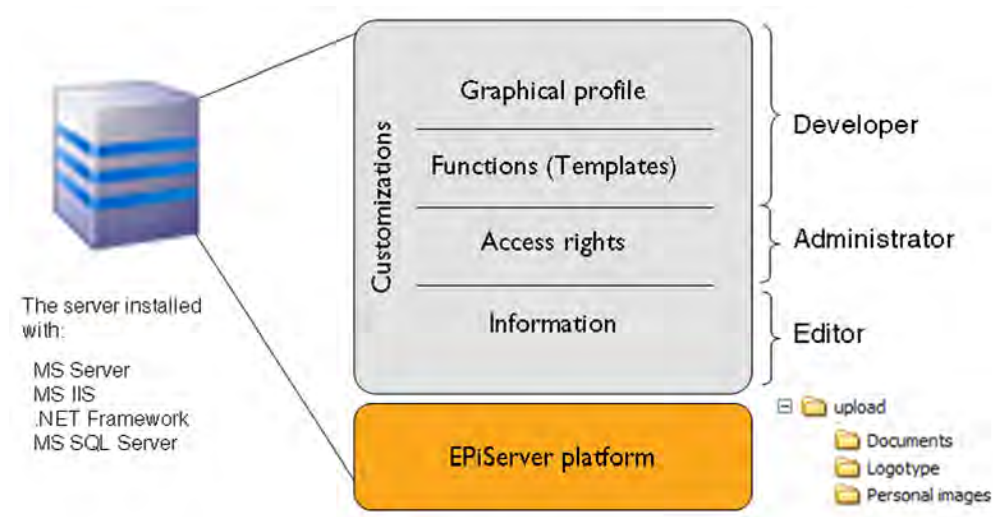 Graphical profile
Functions (Templates)
Access rights
Information
Customizations
Developer
Administrator
Editor
The server installed
with:
MS Server
MS IIS
.NET Framework
MS SQL Server
EPiServer platform
upload
Documents
Logotype
Personal images